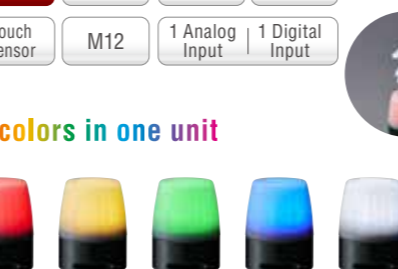 ouch
ensor
M12
1 Analog
Input
1 Digital
Input
colors in one unit